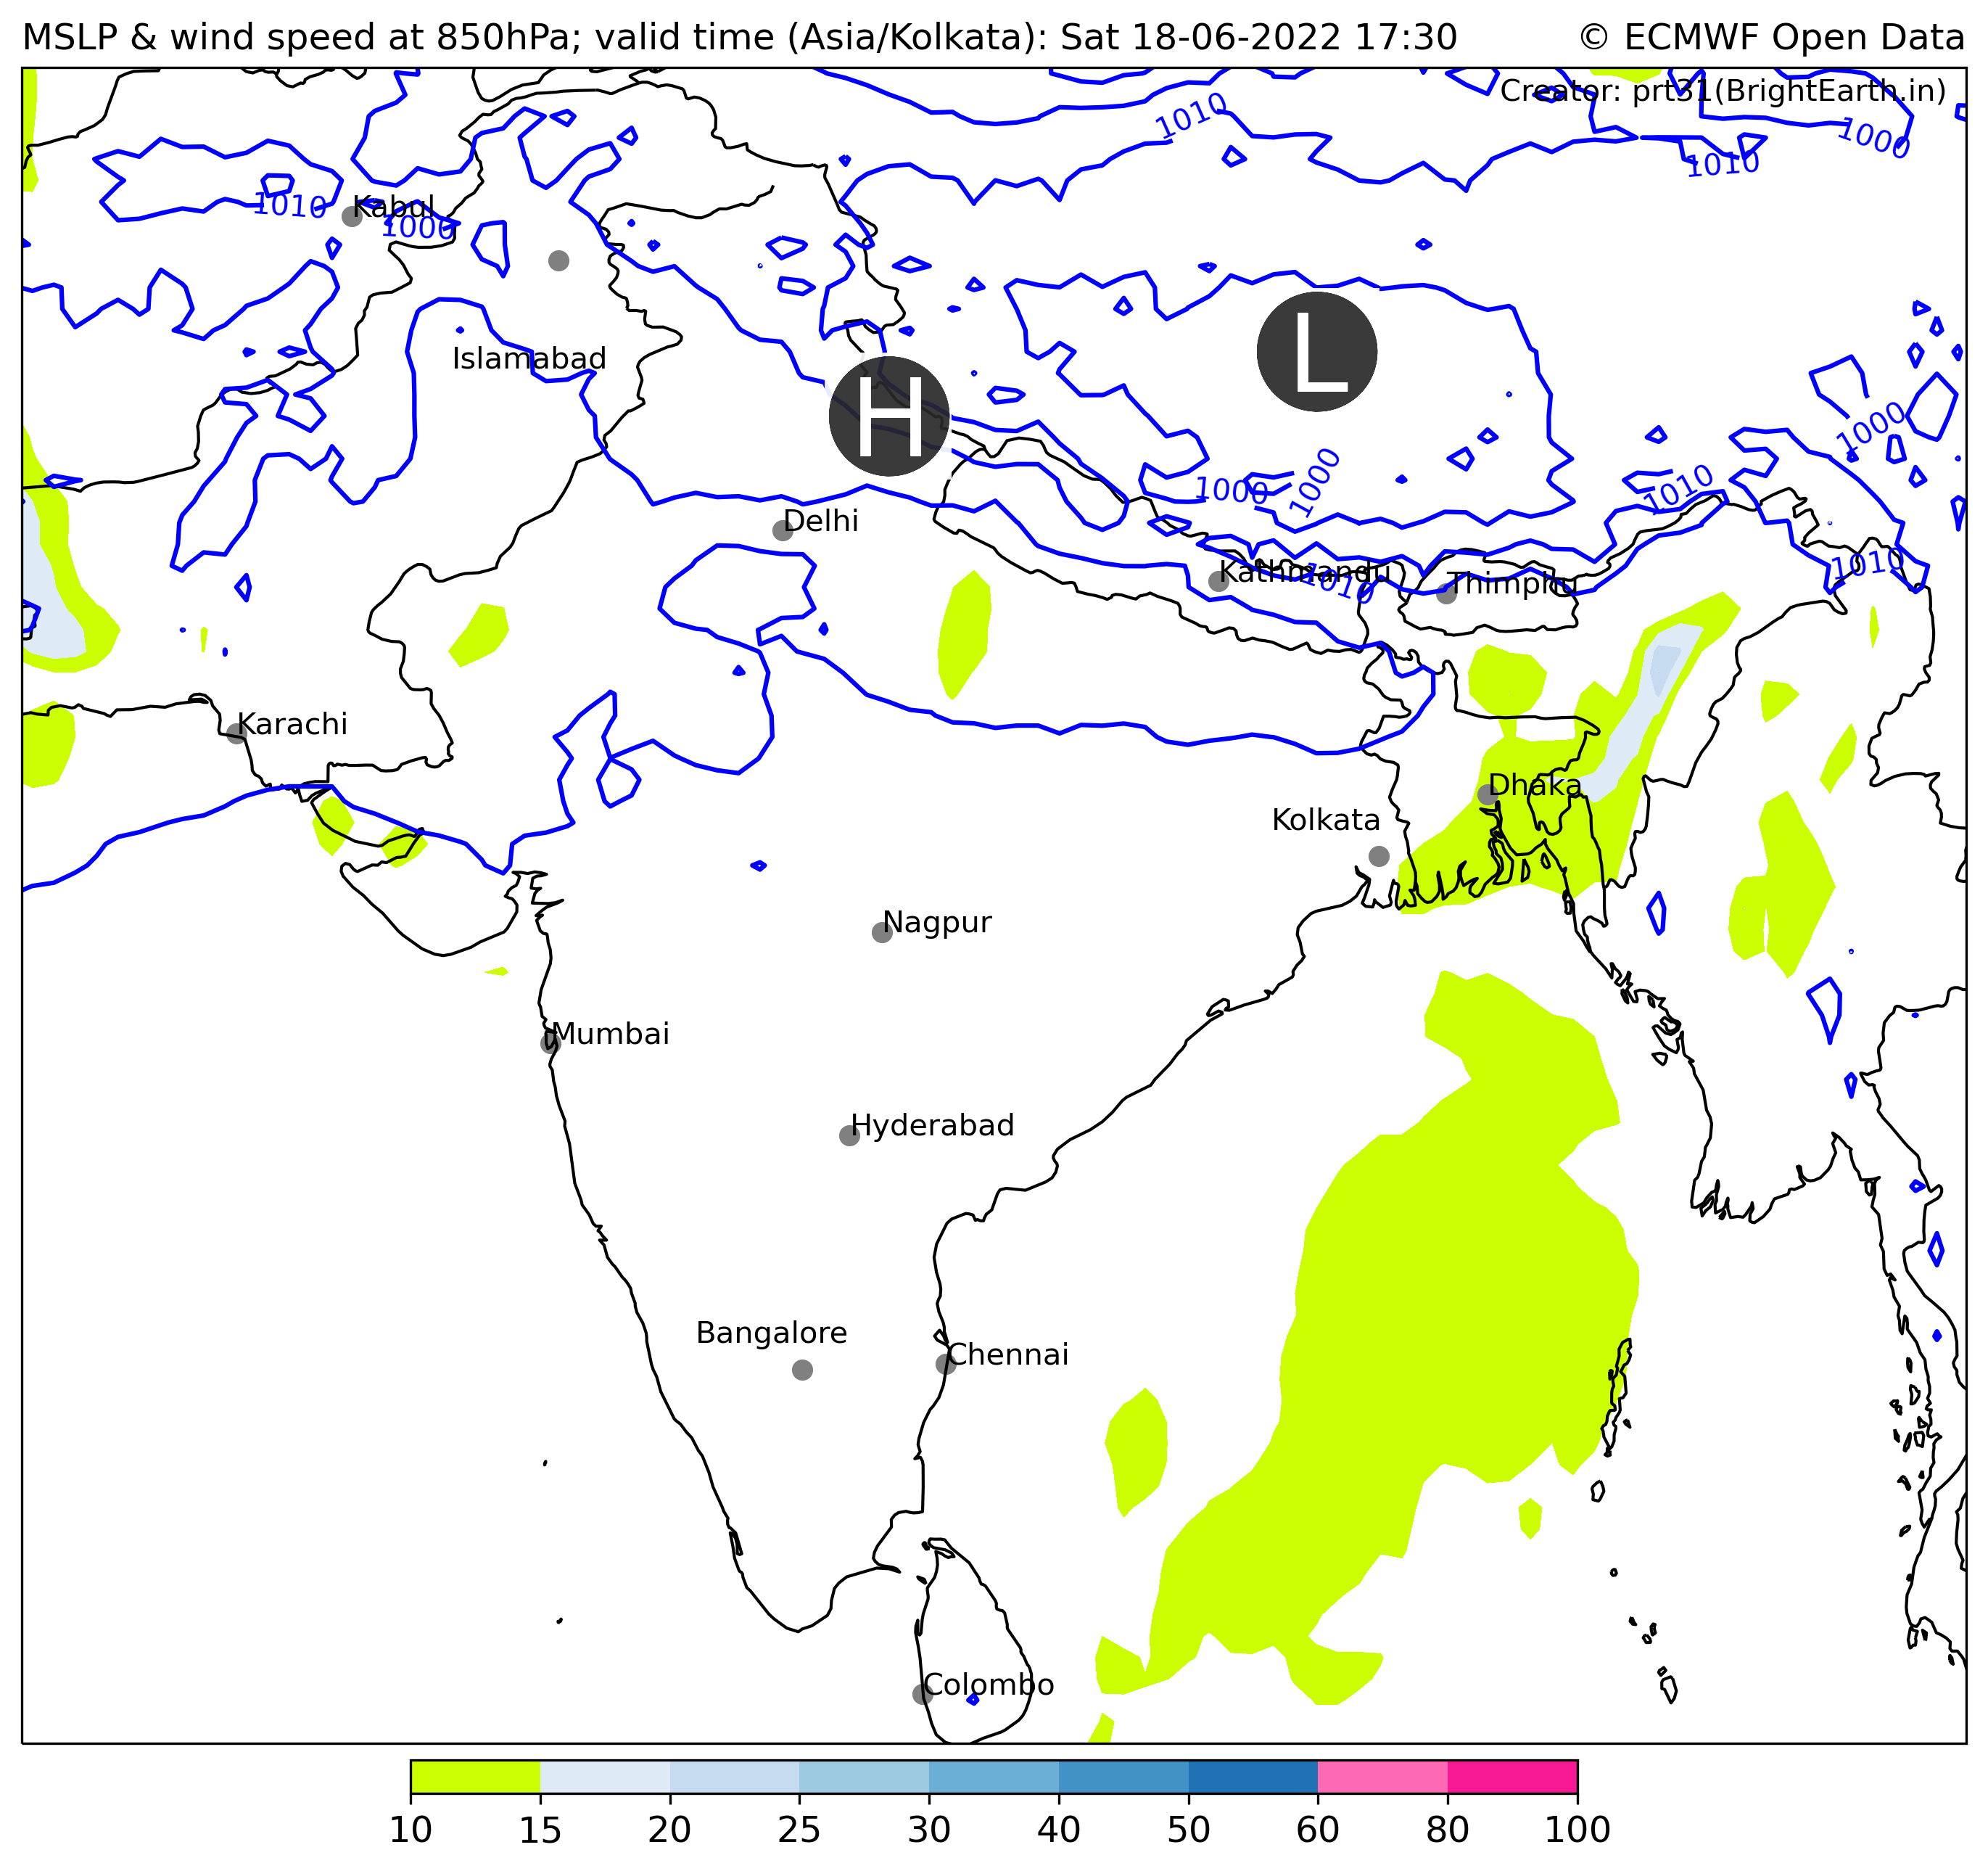 MSLP & wind speed at 850hPa; valid time (Asia/Kolkata): Sat 18-06-2022 17:30
© ECMWF Open Data
Creator: prt31(BrightEarth.in)
1010
1000
1010
1010
Kabul
1000
L
Islamabad
H
1000
1000
1000
1010
Delhi
Kathmandu
1010
Thimphu
1010
Karachi
Dhaka
Kolkata
Nagpur
Mumbai
Hyderabad
Bangalore
Chennai
Colombo
10 15 20 25 30 40 50 60 80 100